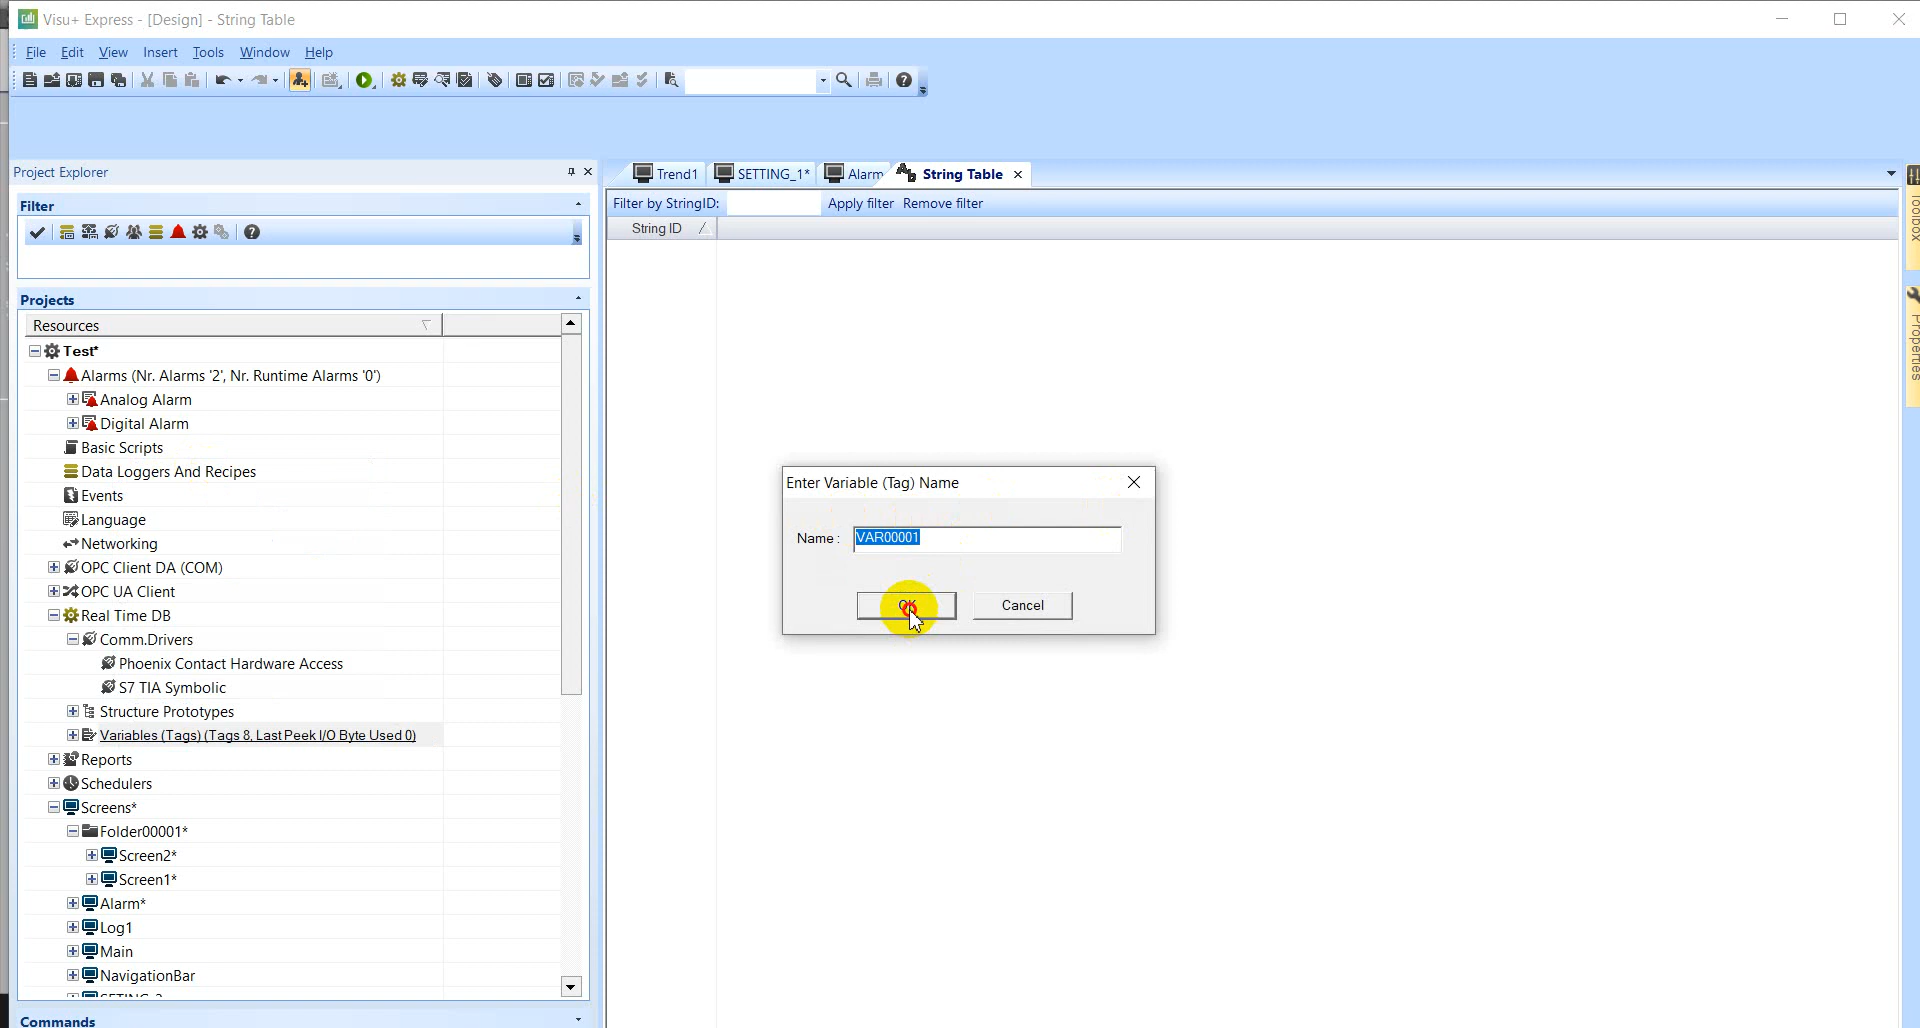 Visu+ Express - [Design] - String Table
File Edit View Insert Tools Window Help
Project Explorer
Filter
Projects
Resources
Test*
Alarms (Nr. Alarms '2', Nr. Runtime Alarms '0')
Analog Alarm
Digital Alarm
Basic Scripts
Data Loggers And Recipes
Events
Language
Networking
OPC Client DA (COM)
OPC UA Client
Real Time DB
Comm.Drivers
Phoenix Contact Hardware Access
S7 TIA Symbolic
Structure Prototypes
Variables (Tags) (Tags 8, Last Peek I/O Byte Used 0)
Reports
Schedulers
Screens*
Folder00001*
Screen2*
Screen1*
Alarm*
Log1
Main
NavigationBar
Commands
Trend1 SETTING_1* Alarm String Table
Filter by StringID: Apply filter Remove filter
String ID
Enter Variable (Tag) Name
Name : VAR00001
OK Cancel
Toolbox
Properties